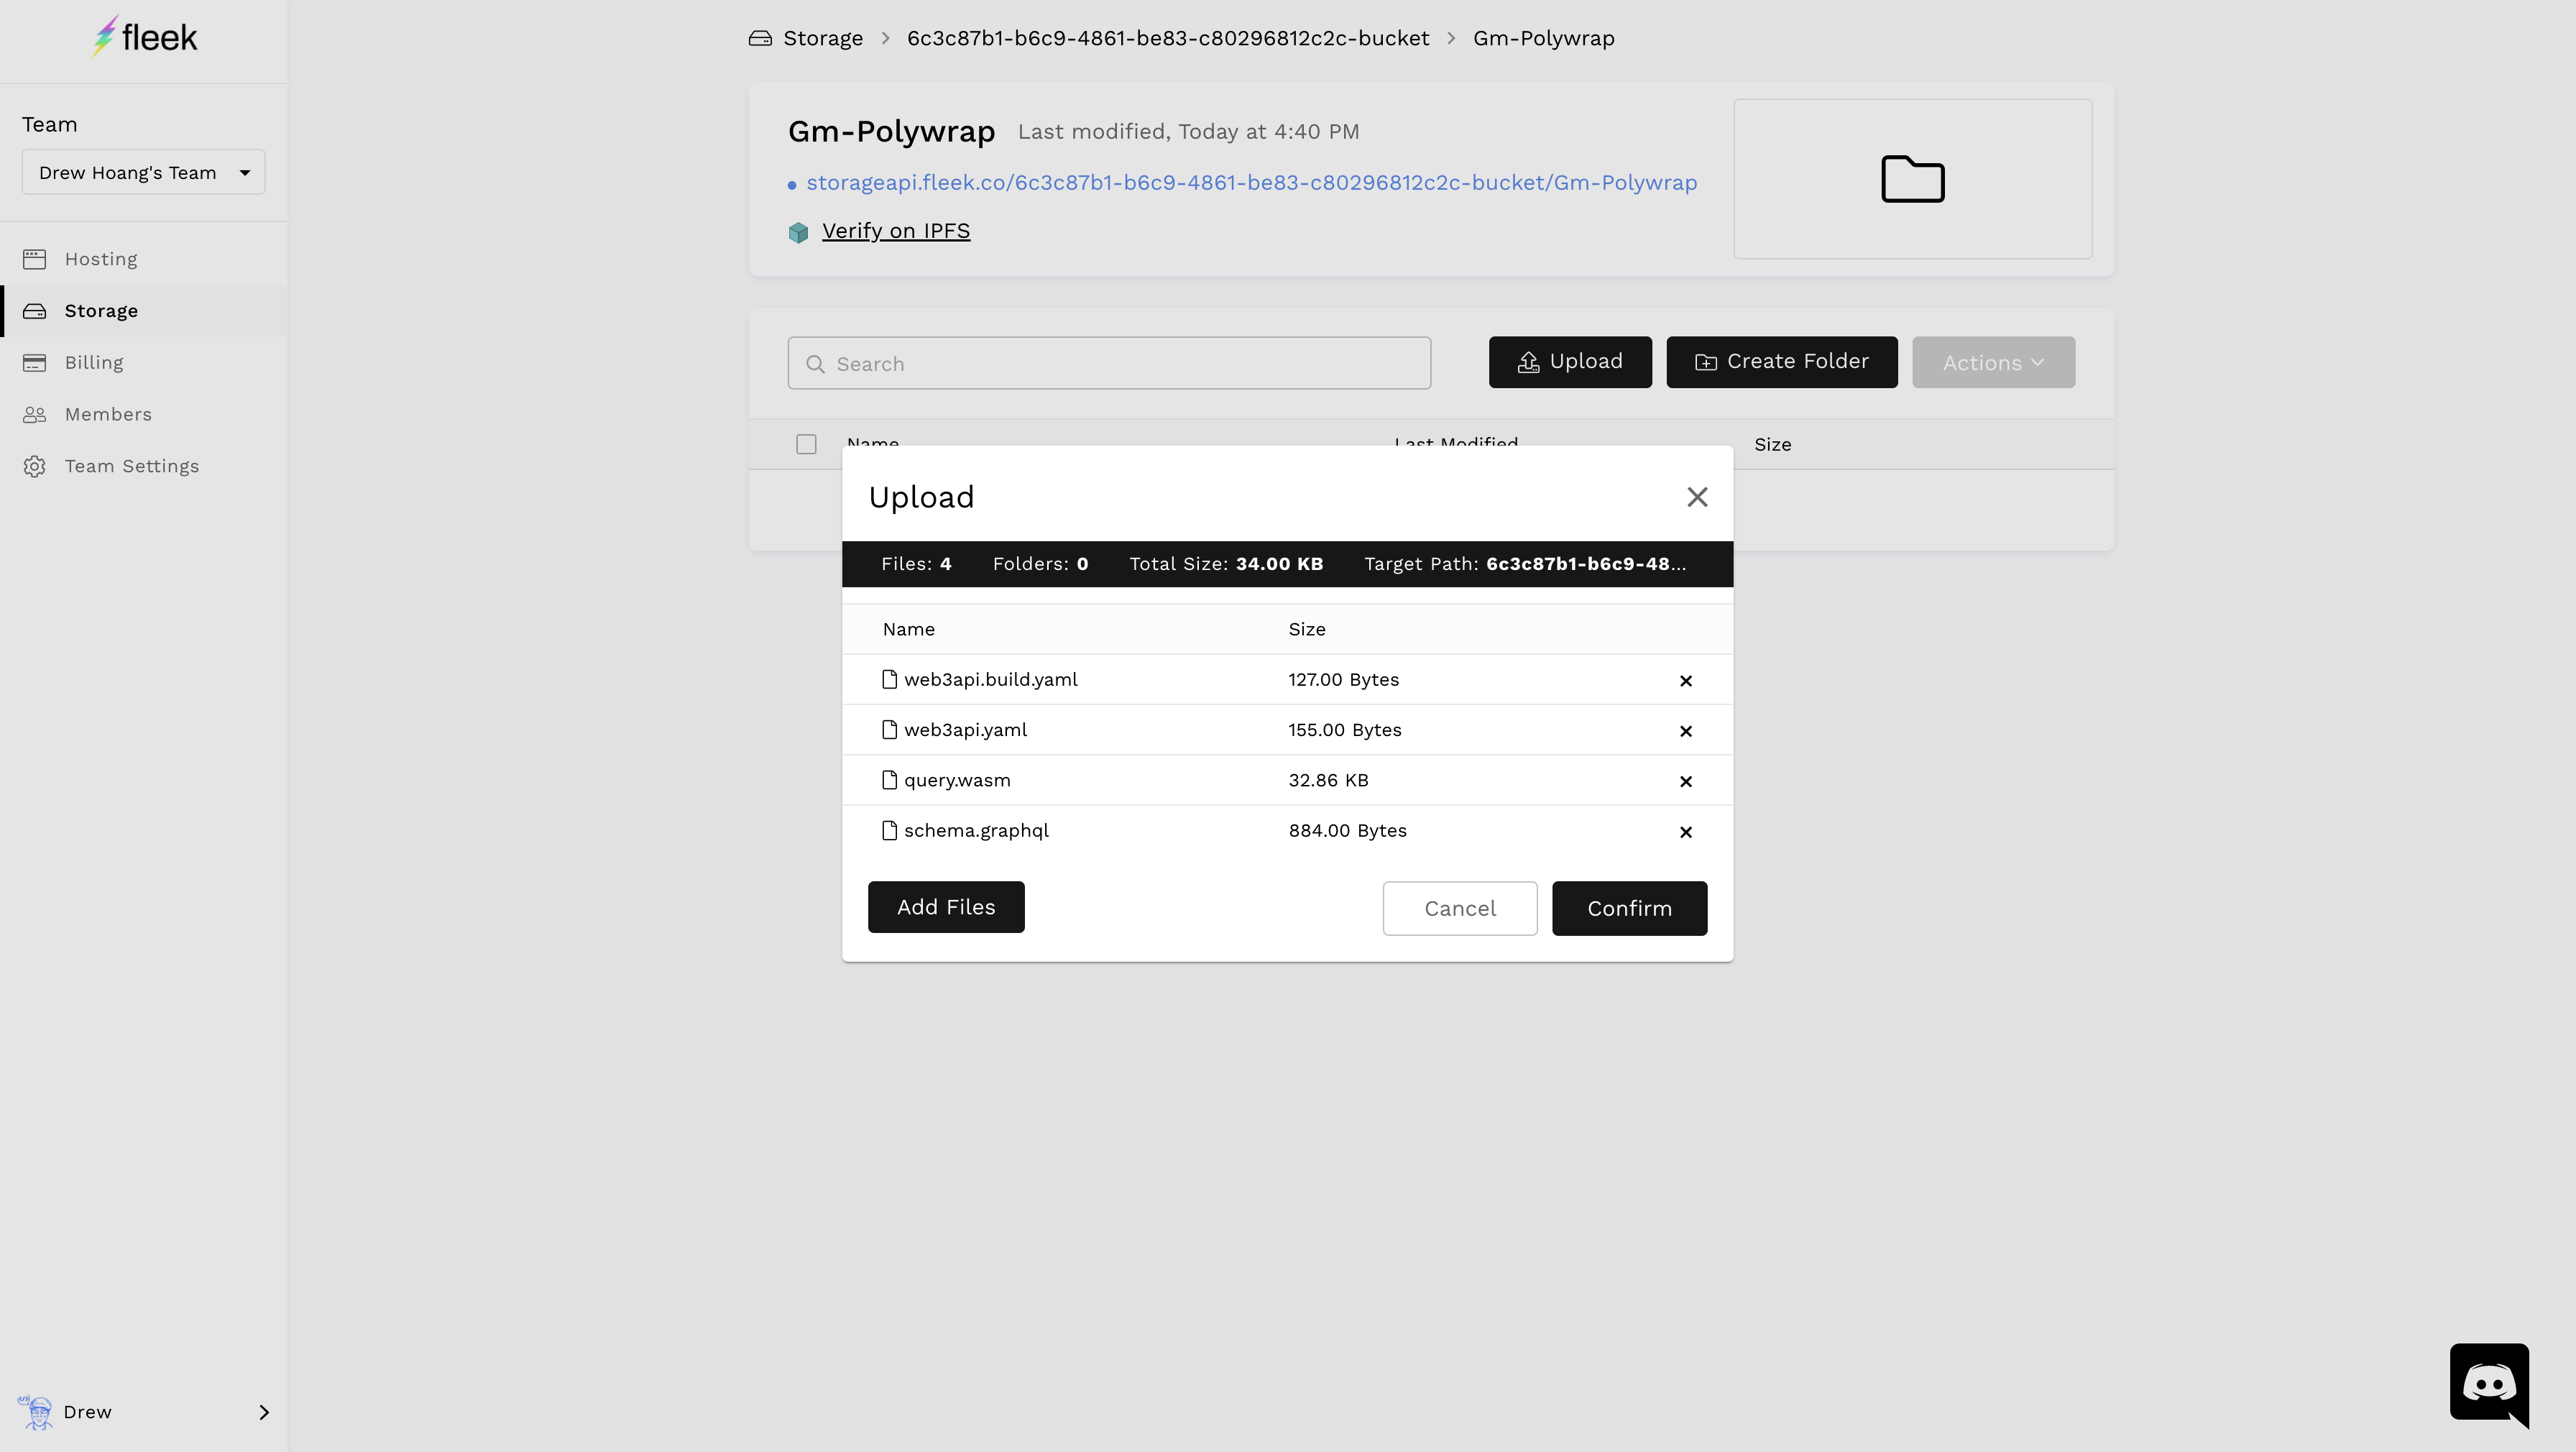 fleek
Team
Drew Hoang's Team
Hosting
Storage
Billing
Members
Team Settings
Drew
Storage > 6c3c87b1-b6c9-4861-be83-c80296812c2c-bucket > Gm-Polywrap
Gm-Polywrap Last modified, Today at 4:40 PM
storageapi.fleek.co/6c3c87b1-b6c9-4861-be83-c80296812c2c-bucket/Gm-Polywrap
Verify on IPFS
Search Upload Create Folder Actions
Name Last Modified Size
Upload
Files: 4 Folders: 0 Total Size: 34.00 KB Target Path: 6c3c87b1-b6c9-48...
Name Size
web3api.build.yaml 127.00 Bytes
web3api.yaml 155.00 Bytes
query.wasm 32.86 KB
schema.graphql 884.00 Bytes
Add Files Cancel Confirm